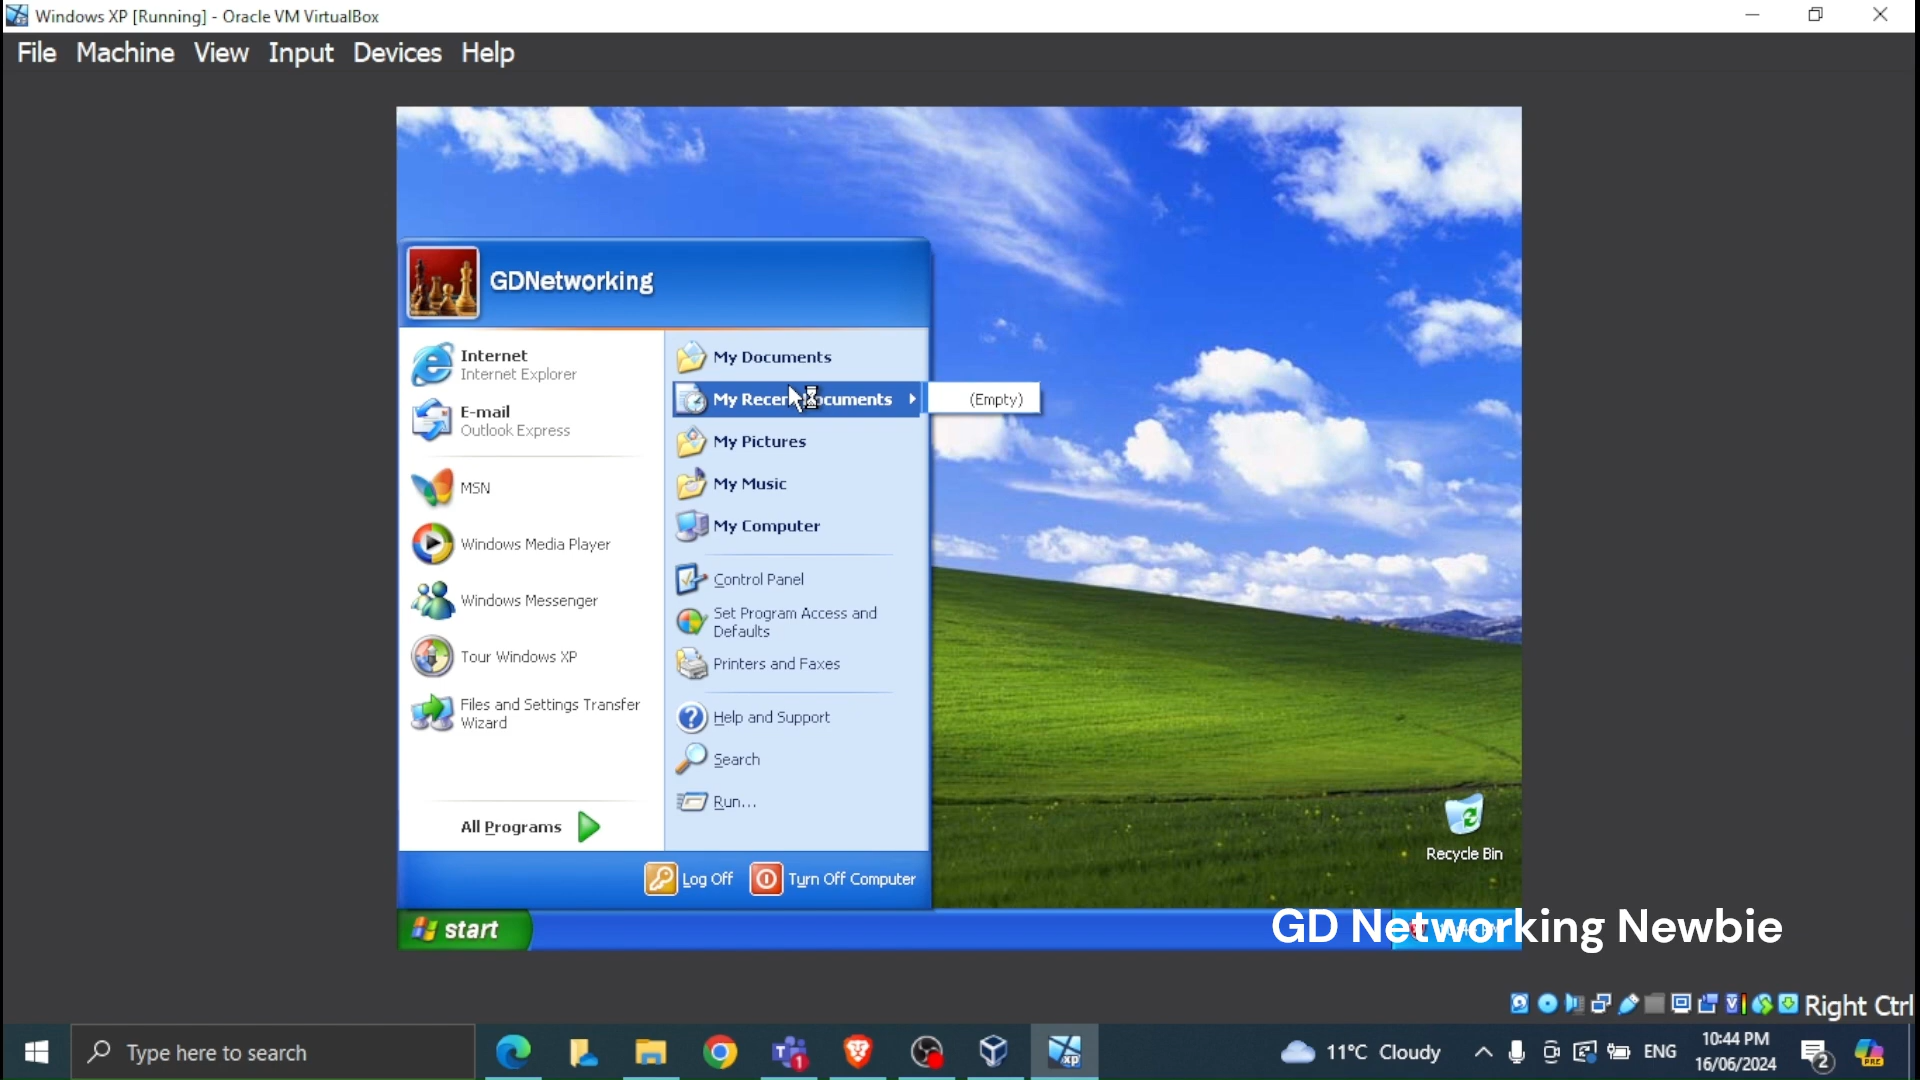 Windows XP [Running] - Oracle VM VirtualBox
File Machine View Input Devices Help
GDNetworking
Internet
Internet Explorer
E-mail
Outlook Express
MSN
Windows Media Player
Windows Messenger
Tour Windows XP
Files and Settings Transfer
Wizard
All Programs
My Documents
My Recent Documents
(Empty)
My Pictures
My Music
My Computer
Control Panel
Set Program Access and
Defaults
Printers and Faxes
Help and Support
Search
Run...
Log Off
Turn Off Computer
Recycle Bin
start
GD Networking Newbie
Right Ctrl
Type here to search
1
xp
11°C Cloudy
ENG
10:44 PM
16/06/2024
2
PRE